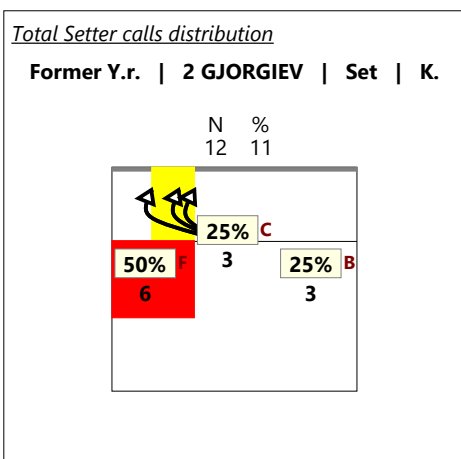 Total Setter calls distribution
Former Y.r. | 2 GJORGIEV | Set | K.
N %
12 11
25% C
3
50% F
6
25% B
3